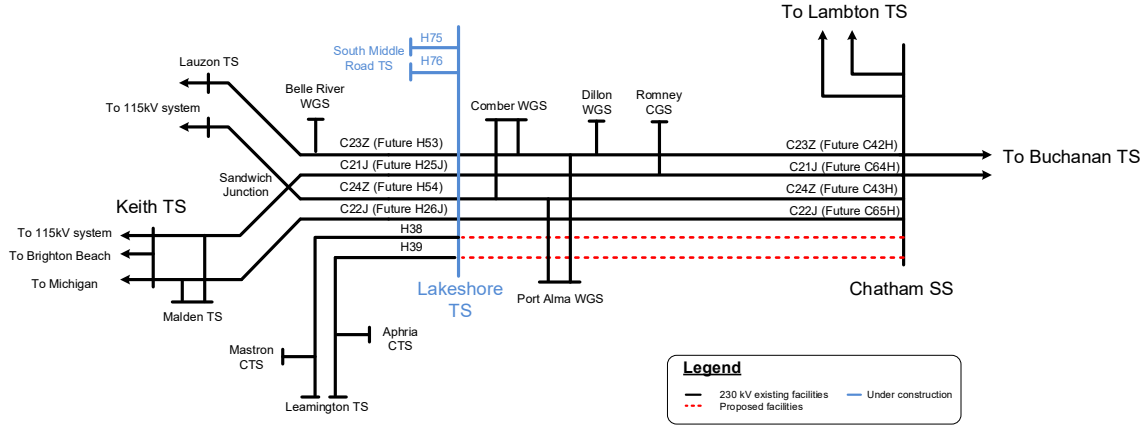 To Lambton TS
H75
South Middle
Road TS
H76
Lauzon TS
Belle River
WGS
To 115kV system
Comber WGS
Dillon
WGS
Romney
CGS
C23Z (Future H53)
C23Z (Future C42H)
To Buchanan TS
C21J (Future H25J)
C21J (Future C64H)
Sandwich
Junction
C24Z (Future H54)
C24Z (Future C43H)
Keith TS
C22J (Future H26J)
C22J (Future C65H)
To 115kV system
H38
To Brighton Beach
H39
To Michigan
Lakeshore
TS
Chatham SS
Port Alma WGS
Malden TS
Aphria
CTS
Mastron
CTS
Leamington TS
Legend
230 kV existing facilities
Under construction
Proposed facilities